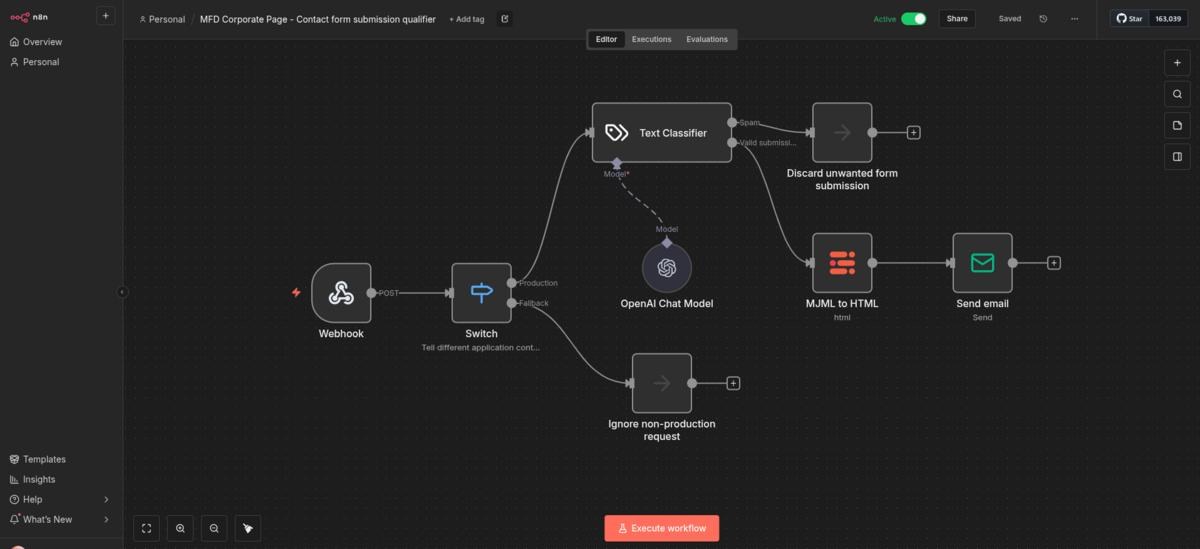 n8n
+
Overview
Personal
Personal / MFD Corporate Page - Contact form submission qualifier
+ Add tag
Active
Share
Saved
...
Star
163,039
Editor
Executions
Evaluations
Text Classifier
Spam
Valid submissi...
Model*
Model
Discard unwanted form
submission
OpenAI Chat Model
MJML to HTML
html
Send email
Send
POST
Production
Fallback
Webhook
Switch
Tell different application cont...
Ignore non-production
request
Templates
Insights
Help
What's New
Execute workflow